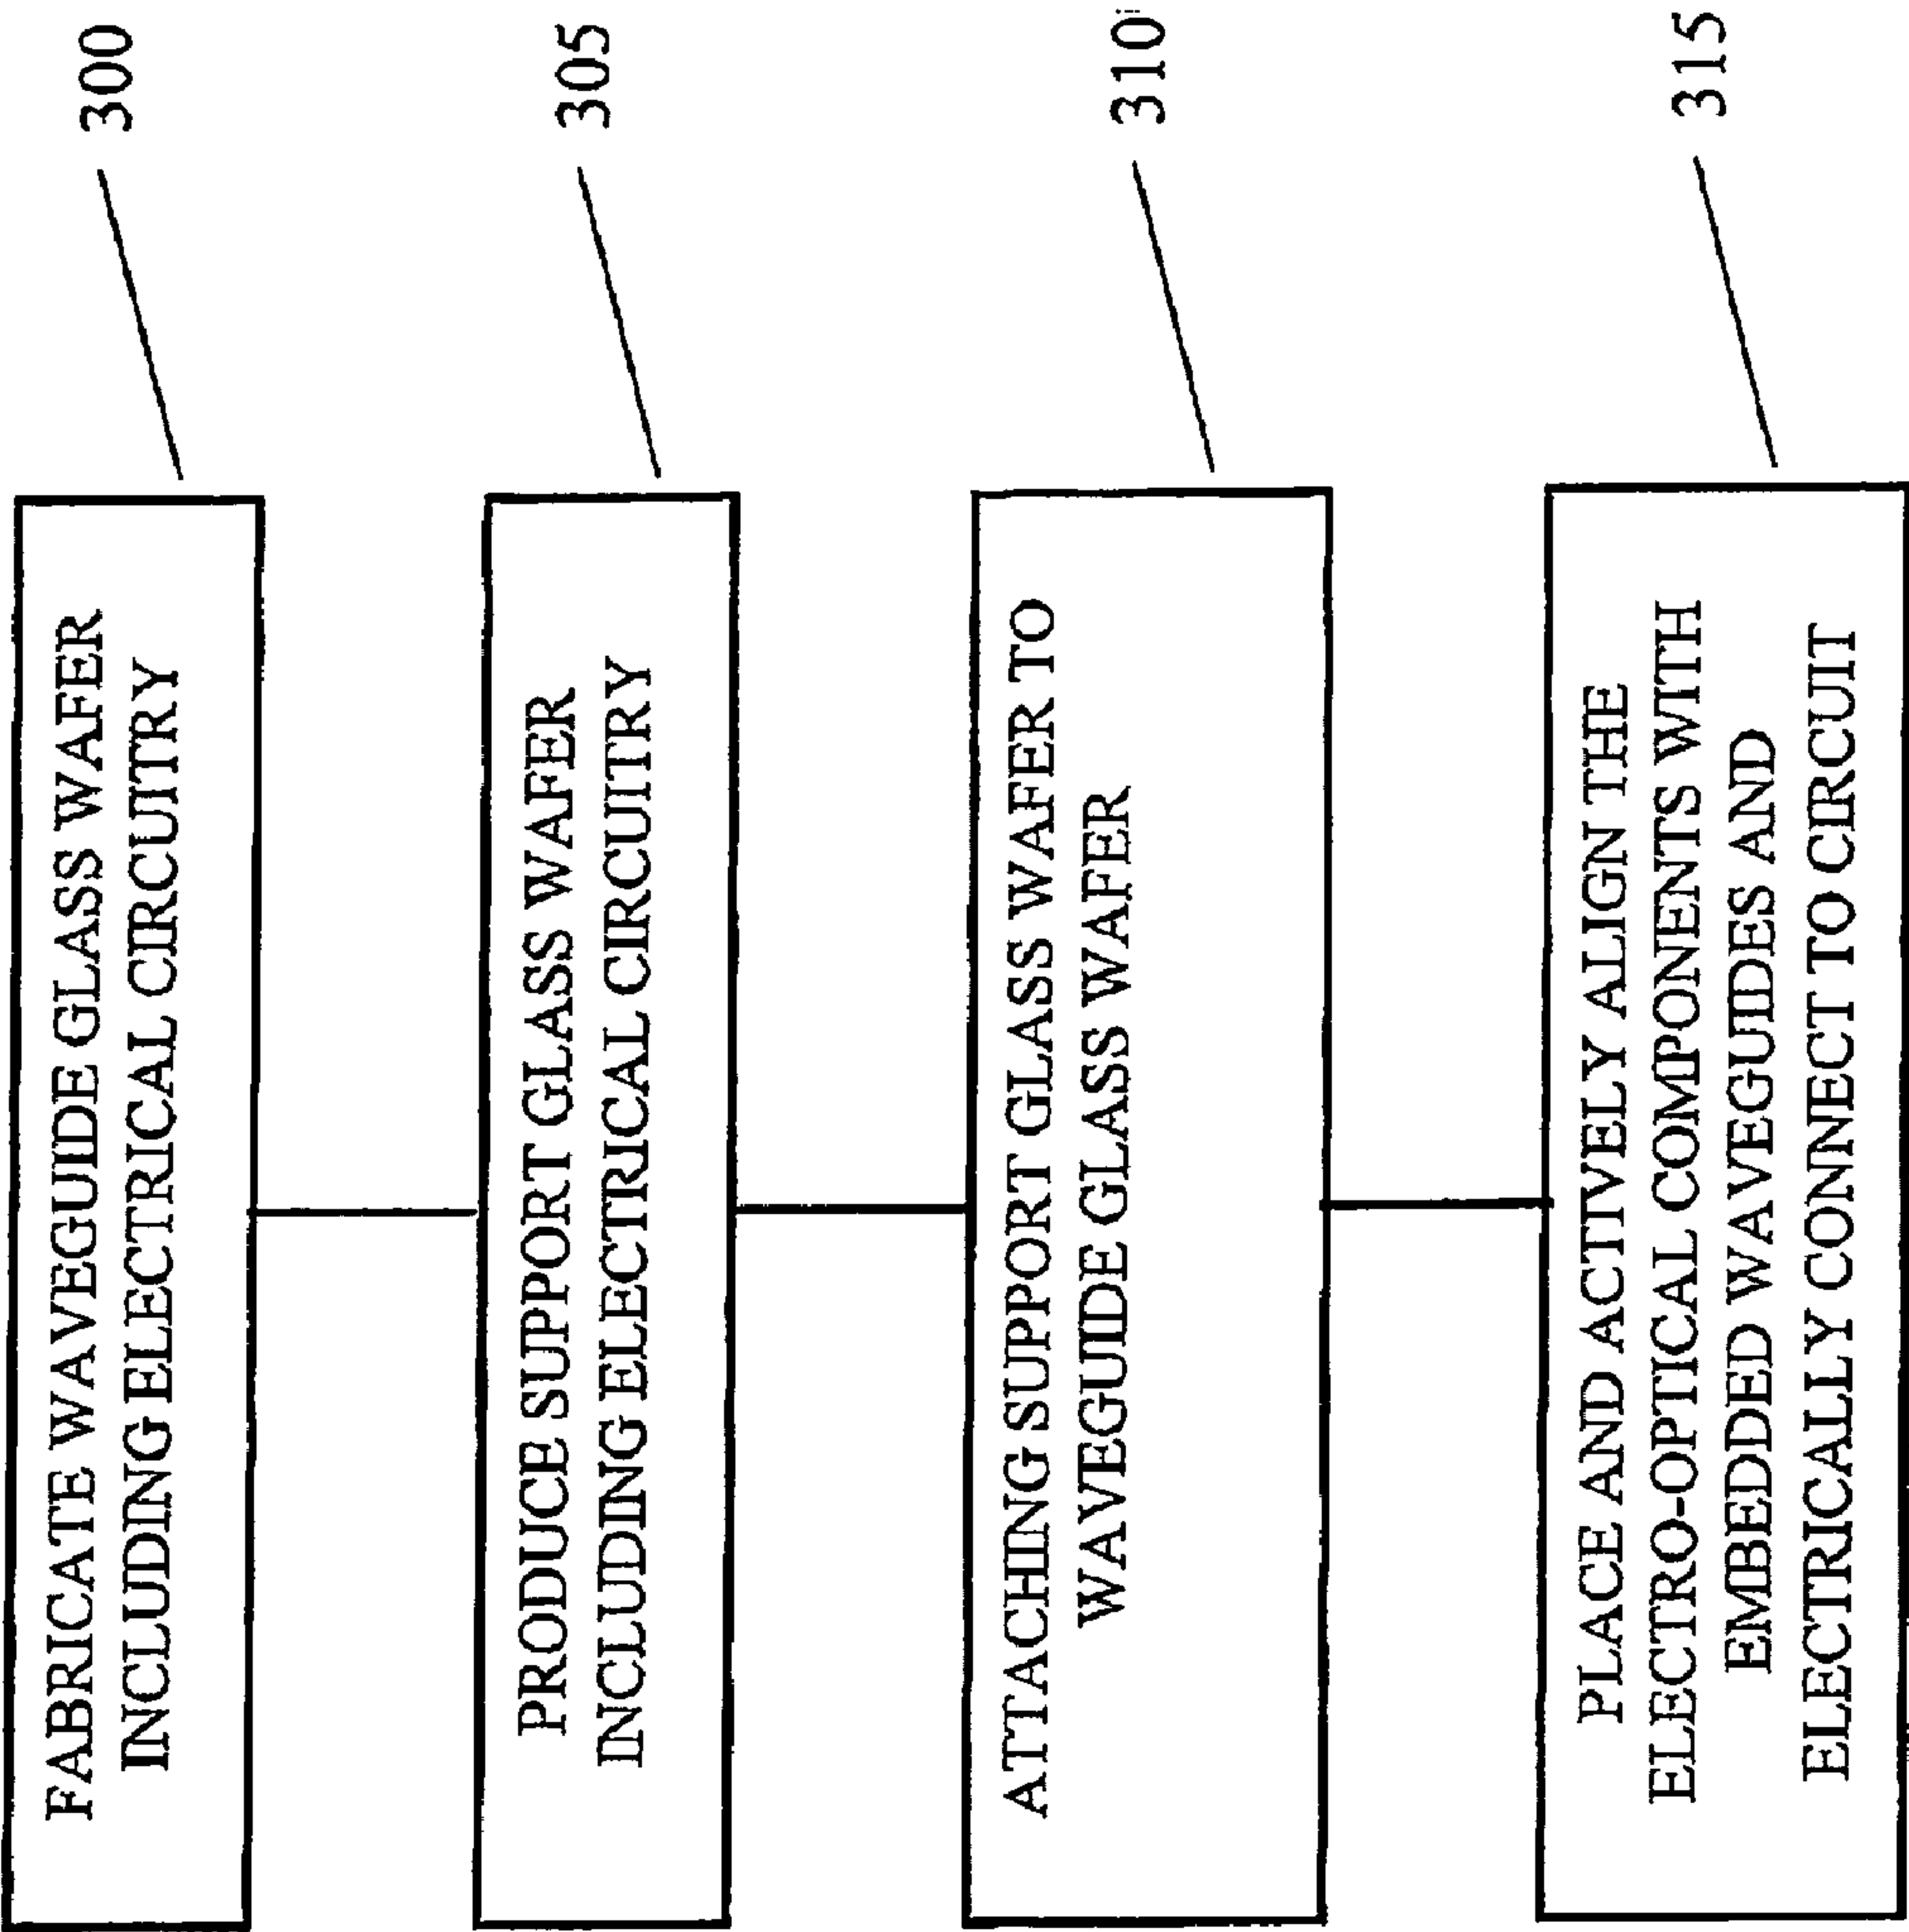 FABRICATE WAVEGUIDE GLASS WAFER
INCLUDING ELECTRICAL CIRCUITRY
300
PRODUCE SUPPORT GLASS WAFER
INCLUDING ELECTRICAL CIRCUITRY
305
ATTACHING SUPPORT GLASS WAFER TO
WAVEGUIDE GLASS WAFER
310
PLACE AND ACTIVELY ALIGN THE
ELECTRO-OPTICAL COMPONENTS WITH
EMBEDDED WAVEGUIDES AND
ELECTRICALLY CONNECT TO CIRCUIT
315